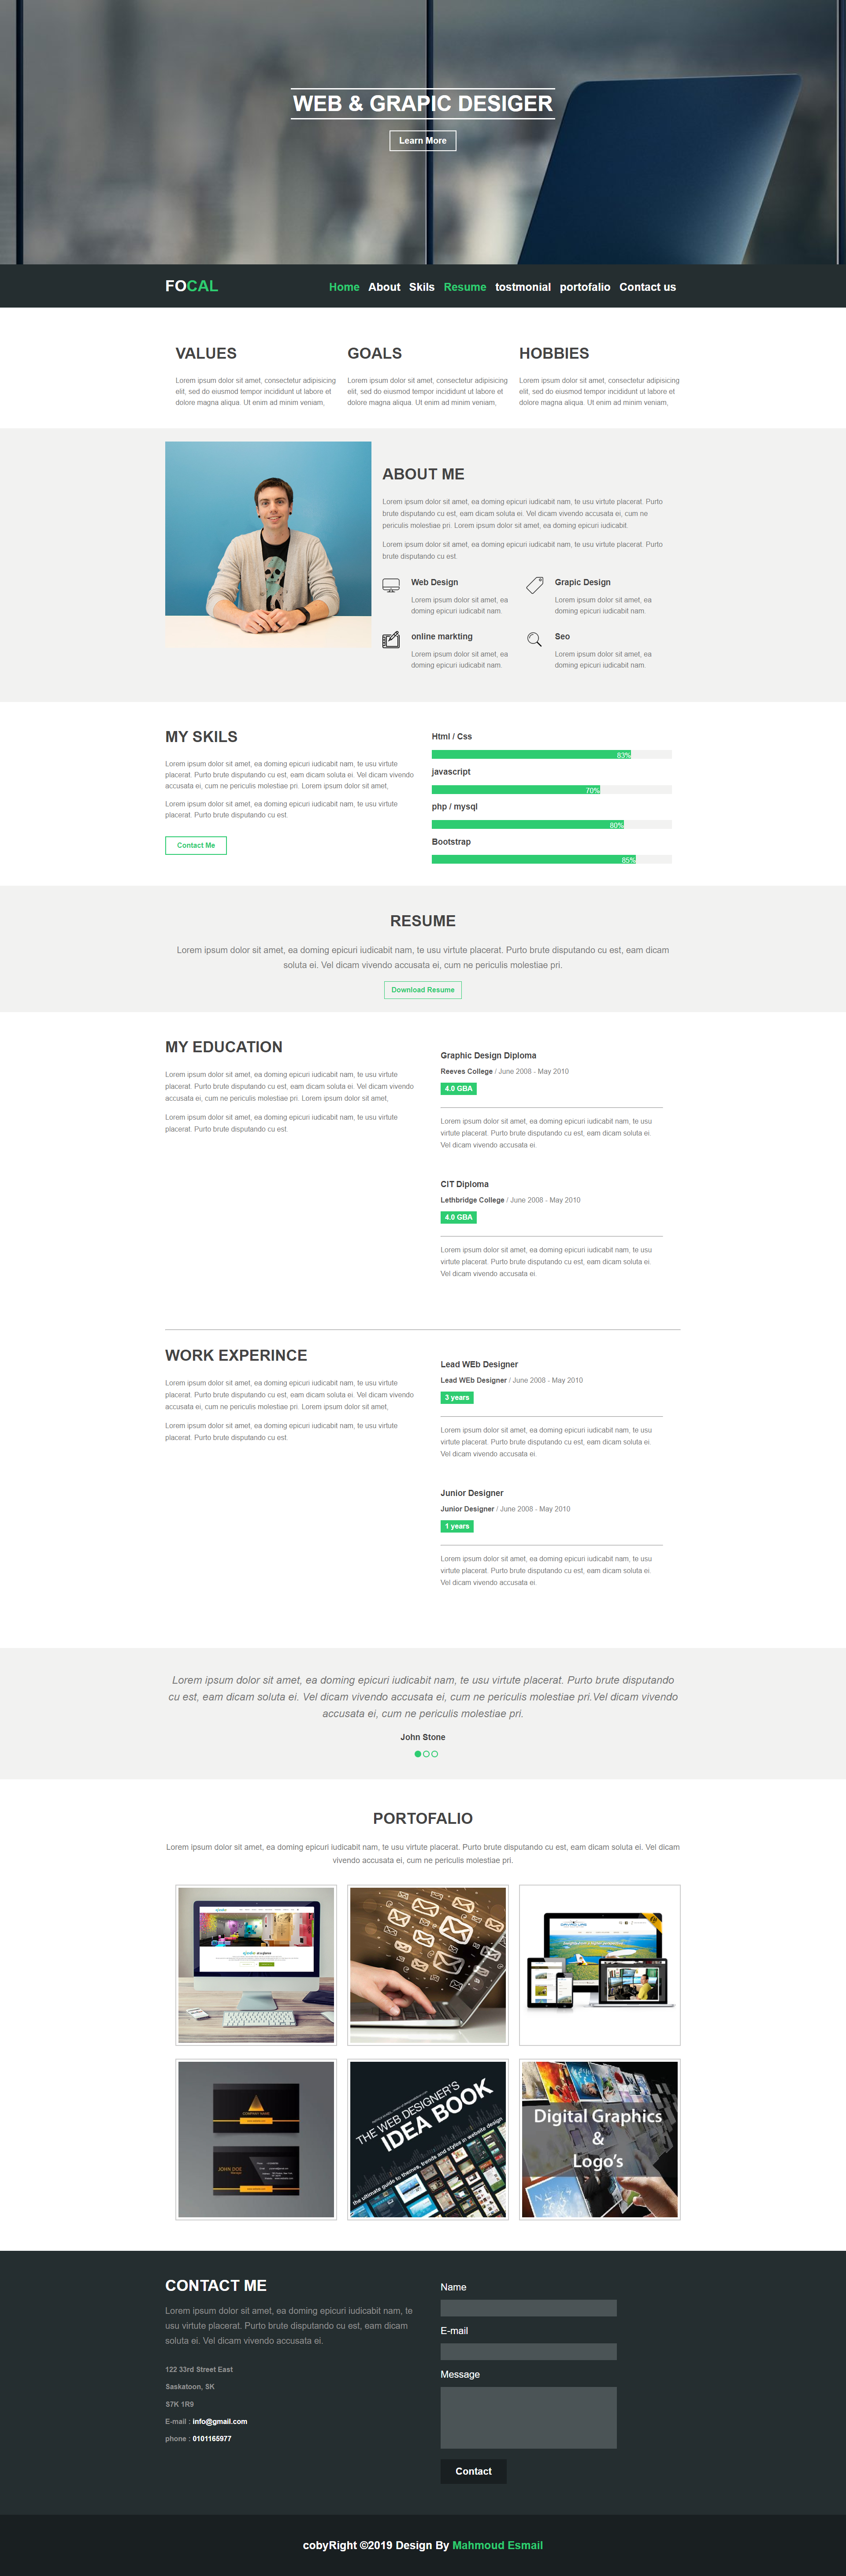 WEB & GRAPIC DESIGER
Learn More
FOCAL
Home About Skils Resume tostmonial portofalio Contact us
VALUES
Lorem ipsum dolor sit amet, consectetur adipisicing
elit, sed do eiusmod tempor incididunt ut labore et
dolore magna aliqua. Ut enim ad minim veniam,
GOALS
Lorem ipsum dolor sit amet, consectetur adipisicing
elit, sed do eiusmod tempor incididunt ut labore et
dolore magna aliqua. Ut enim ad minim veniam,
HOBBIES
Lorem ipsum dolor sit amet, consectetur adipisicing
elit, sed do eiusmod tempor incididunt ut labore et
dolore magna aliqua. Ut enim ad minim veniam,
ABOUT ME
Lorem ipsum dolor sit amet, ea doming epicuri iudicabit nam, te usu virtute placerat. Purto
brute disputando cu est, eam dicam soluta ei. Vel dicam vivendo accusata ei, cum ne
periculis molestiae pri. Lorem ipsum dolor sit amet, ea doming epicuri iudicabit.
Lorem ipsum dolor sit amet, ea doming epicuri iudicabit nam, te usu virtute placerat. Purto
brute disputando cu est.
Web Design
Lorem ipsum dolor sit amet, ea
doming epicuri iudicabit nam.
Grapic Design
Lorem ipsum dolor sit amet, ea
doming epicuri iudicabit nam.
online markting
Lorem ipsum dolor sit amet, ea
doming epicuri iudicabit nam.
Seo
Lorem ipsum dolor sit amet, ea
doming epicuri iudicabit nam.
MY SKILS
Lorem ipsum dolor sit amet, ea doming epicuri iudicabit nam, te usu virtute
placerat. Purto brute disputando cu est, eam dicam soluta ei. Vel dicam vivendo
accusata ei, cum ne periculis molestiae pri. Lorem ipsum dolor sit amet,
Lorem ipsum dolor sit amet, ea doming epicuri iudicabit nam, te usu virtute
placerat. Purto brute disputando cu est.
Contact Me
Html / Css
83%
javascript
70%
php / mysql
80%
Bootstrap
85%
RESUME
Lorem ipsum dolor sit amet, ea doming epicuri iudicabit nam, te usu virtute placerat. Purto brute disputando cu est, eam dicam
soluta ei. Vel dicam vivendo accusata ei, cum ne periculis molestiae pri.
Download Resume
MY EDUCATION
Lorem ipsum dolor sit amet, ea doming epicuri iudicabit nam, te usu virtute
placerat. Purto brute disputando cu est, eam dicam soluta ei. Vel dicam vivendo
accusata ei, cum ne periculis molestiae pri. Lorem ipsum dolor sit amet,
Lorem ipsum dolor sit amet, ea doming epicuri iudicabit nam, te usu virtute
placerat. Purto brute disputando cu est.
Graphic Design Diploma
Reeves College / June 2008 - May 2010
4.0 GBA
Lorem ipsum dolor sit amet, ea doming epicuri iudicabit nam, te usu
virtute placerat. Purto brute disputando cu est, eam dicam soluta ei.
Vel dicam vivendo accusata ei.
CIT Diploma
Lethbridge College / June 2008 - May 2010
4.0 GBA
Lorem ipsum dolor sit amet, ea doming epicuri iudicabit nam, te usu
virtute placerat. Purto brute disputando cu est, eam dicam soluta ei.
Vel dicam vivendo accusata ei.
WORK EXPERINCE
Lorem ipsum dolor sit amet, ea doming epicuri iudicabit nam, te usu virtute
placerat. Purto brute disputando cu est, eam dicam soluta ei. Vel dicam vivendo
accusata ei, cum ne periculis molestiae pri. Lorem ipsum dolor sit amet,
Lorem ipsum dolor sit amet, ea doming epicuri iudicabit nam, te usu virtute
placerat. Purto brute disputando cu est.
Lead WEb Designer
Lead WEb Designer / June 2008 - May 2010
3 years
Lorem ipsum dolor sit amet, ea doming epicuri iudicabit nam, te usu
virtute placerat. Purto brute disputando cu est, eam dicam soluta ei.
Vel dicam vivendo accusata ei.
Junior Designer
Junior Designer / June 2008 - May 2010
1 years
Lorem ipsum dolor sit amet, ea doming epicuri iudicabit nam, te usu
virtute placerat. Purto brute disputando cu est, eam dicam soluta ei.
Vel dicam vivendo accusata ei.
Lorem ipsum dolor sit amet, ea doming epicuri iudicabit nam, te usu virtute placerat. Purto brute disputando
cu est, eam dicam soluta ei. Vel dicam vivendo accusata ei, cum ne periculis molestiae pri.Vel dicam vivendo
accusata ei, cum ne periculis molestiae pri.
John Stone
PORTOFALIO
Lorem ipsum dolor sit amet, ea doming epicuri iudicabit nam, te usu virtute placerat. Purto brute disputando cu est, eam dicam soluta ei. Vel dicam
vivendo accusata ei, cum ne periculis molestiae pri.
COMPANY NAME
JOHN DOE
THE WEB DESIGNER'S
IDEA BOOK
the ultimate guide to themes, trends and styles in website design
Digital Graphics
&
Logo's
CONTACT ME
Lorem ipsum dolor sit amet, ea doming epicuri iudicabit nam, te
usu virtute placerat. Purto brute disputando cu est, eam dicam
soluta ei. Vel dicam vivendo accusata ei.
122 33rd Street East
Saskatoon, SK
S7K 1R9
E-mail : info@gmail.com
phone : 0101165977
Name
E-mail
Message
Contact
cobyRight ©2019 Design By Mahmoud Esmail